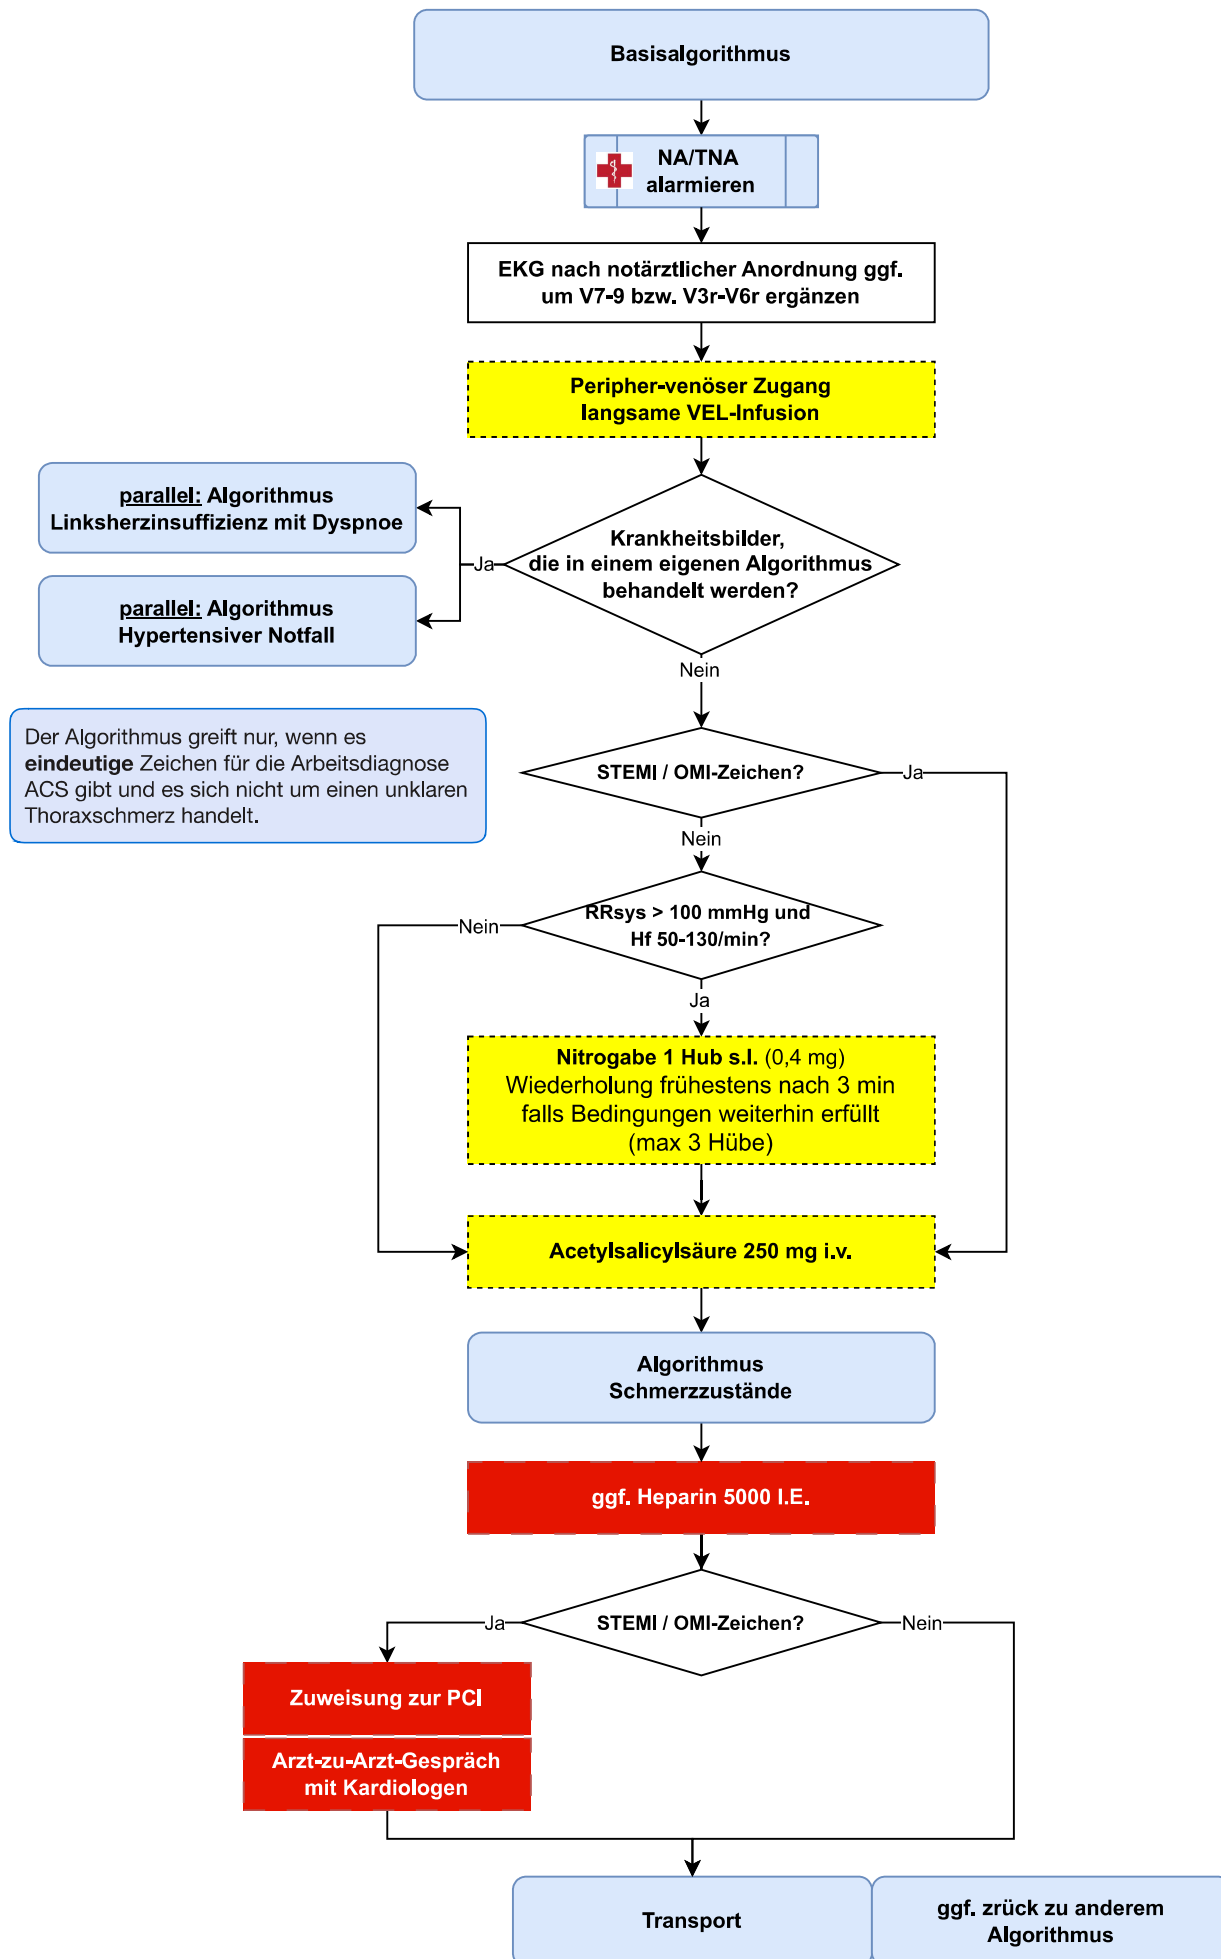 Basisalgorithmus
NA/TNA
alarmieren
EKG nach notärztlicher Anordnung ggf.
um V7-9 bzw. V3r-V6r ergänzen
Peripher-venöser Zugang
langsame VEL-Infusion
parallel: Algorithmus
Linksherzinsuffizienz mit Dyspnoe
Krankheitsbilder,
die in einem eigenen Algorithmus
behandelt werden?
Ja
parallel: Algorithmus
Hypertensiver Notfall
Nein
Der Algorithmus greift nur, wenn es
eindeutige Zeichen für die Arbeitsdiagnose
ACS gibt und es sich nicht um einen unklaren
Thoraxschmerz handelt.
STEMI / OMI-Zeichen?
Ja
Nein
RRsys > 100 mmHg und
Hf 50-130/min?
Nein
Ja
Nitrogabe 1 Hub s.l. (0,4 mg)
Wiederholung frühestens nach 3 min
falls Bedingungen weiterhin erfüllt
(max 3 Hübe)
Acetylsalicylsäure 250 mg i.v.
Algorithmus
Schmerzzustände
ggf. Heparin 5000 I.E.
STEMI / OMI-Zeichen?
Ja
Nein
Zuweisung zur PCI
Arzt-zu-Arzt-Gespräch
mit Kardiologen
Transport
ggf. zrück zu anderem
Algorithmus